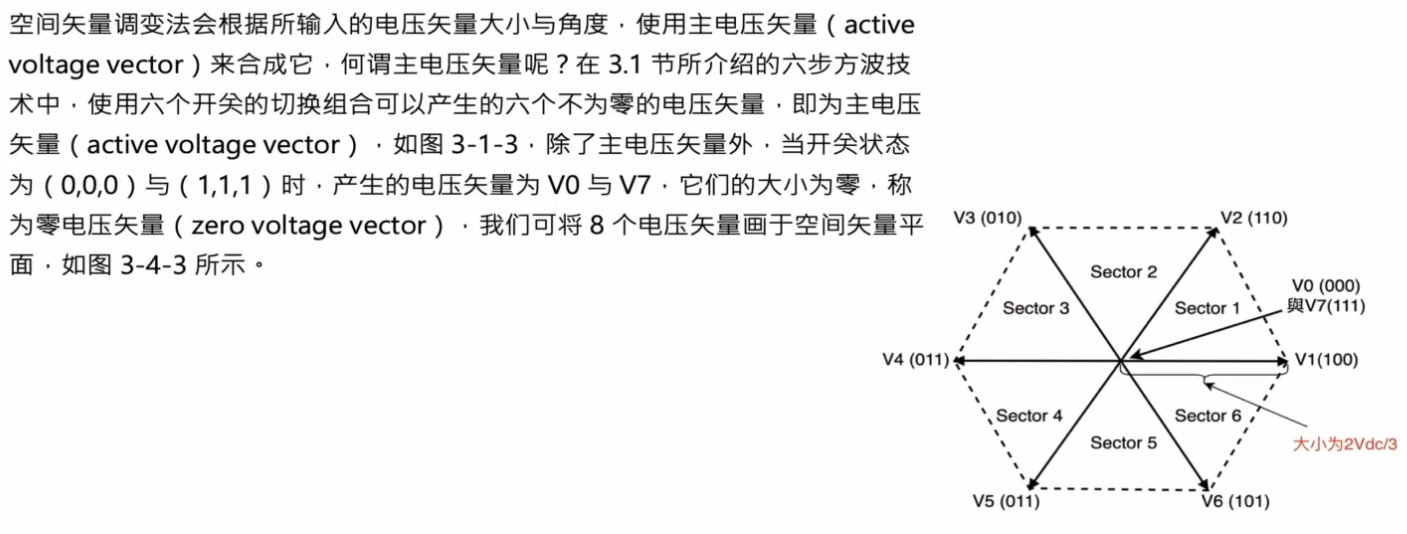 空间矢量调变法会根据所输入的电压矢量大小与角度，使用主电压矢量（active
voltage vector）来合成它，何谓主电压矢量呢？在 3.1 节所介绍的六步方波技
术中，使用六个开关的切换组合可以产生的六个不为零的电压矢量，即为主电压
矢量（active voltage vector），如图 3-1-3，除了主电压矢量外，当开关状态
为（0,0,0）与（1,1,1）时，产生的电压矢量为 V0 与 V7，它们的大小为零，称
为零电压矢量（zero voltage vector），我们可将 8 个电压矢量画于空间矢量平
面，如图 3-4-3 所示。
V3 (010)
V2 (110)
Sector 2
V0 (000)
與V7(111)
Sector 3
Sector 1
V4 (011)
V1(100)
Sector 4
Sector 6
Sector 5
大小为2Vdc/3
V5 (011)
V6 (101)